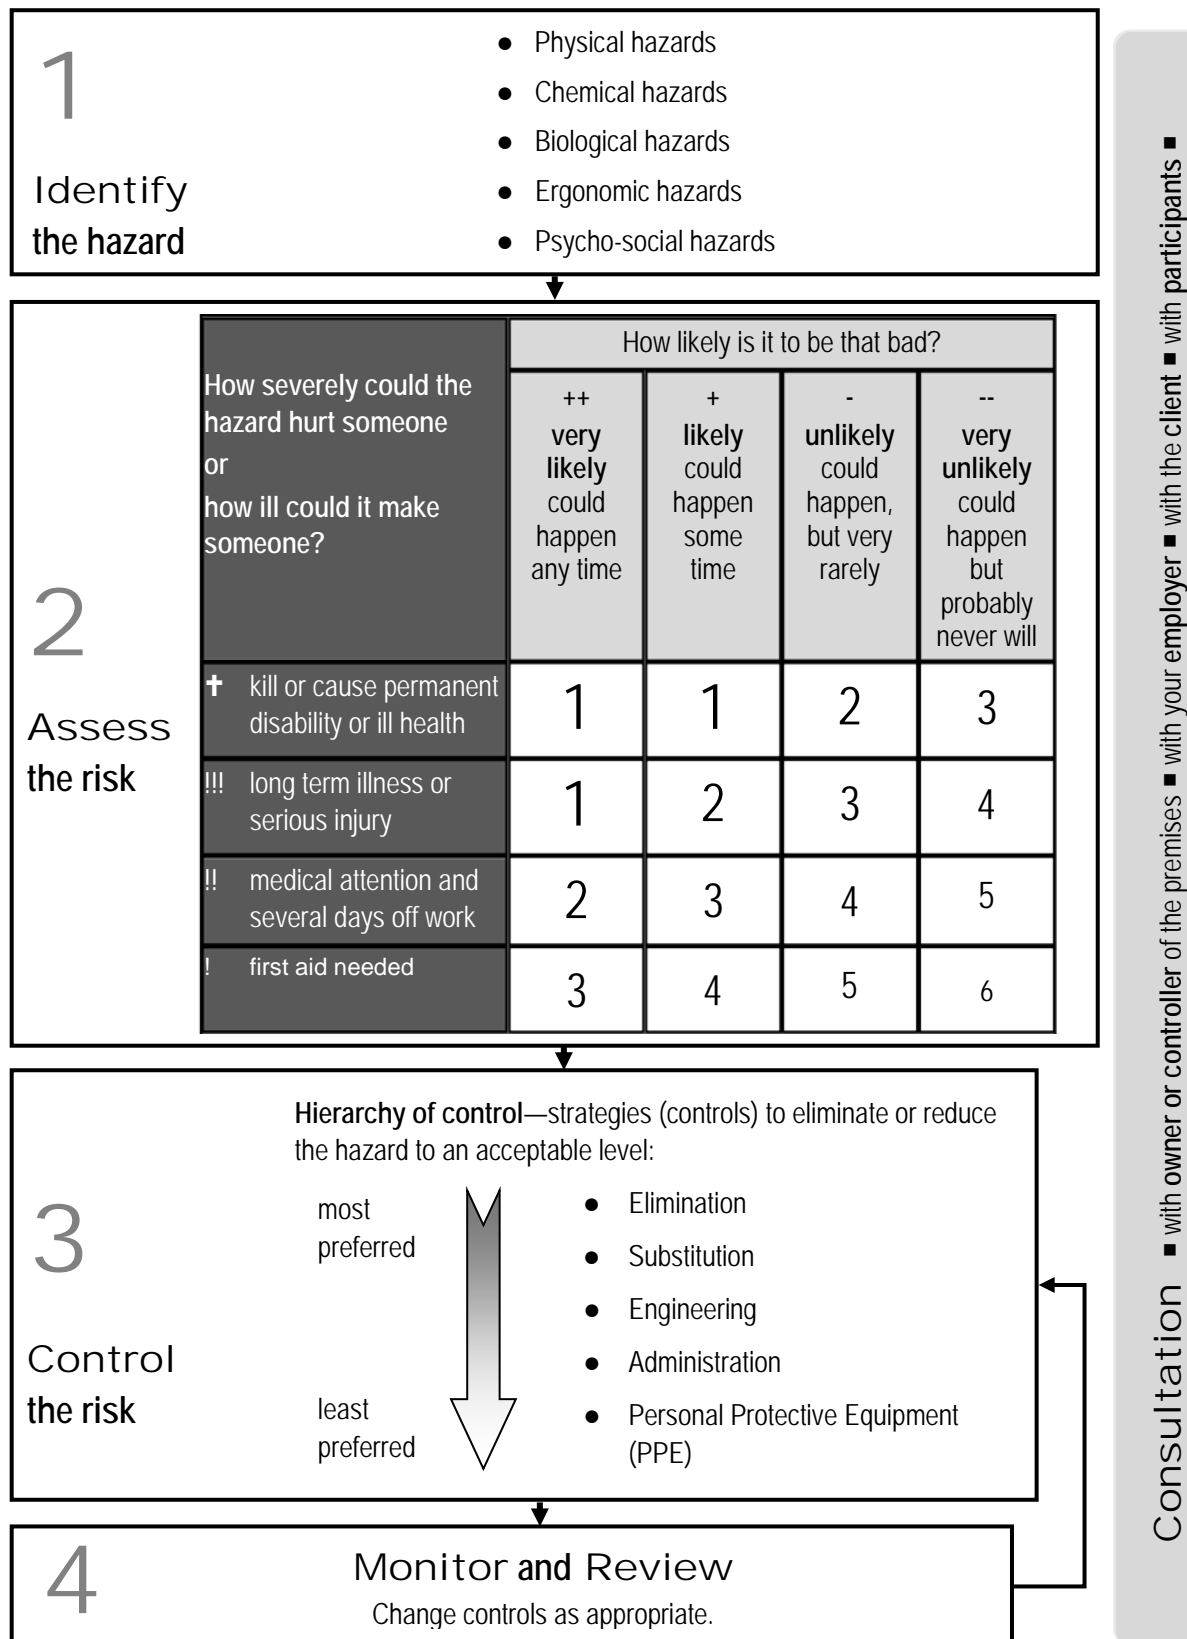 1
Identify
the hazard
● Physical hazards
● Chemical hazards
● Biological hazards
● Ergonomic hazards
● Psycho-social hazards
2
Assess
the risk
How severely could the
hazard hurt someone
or
how ill could it make
someone?
How likely is it to be that bad?
++
very
likely
could
happen
any time
+
likely
could
happen
some
time
-
unlikely
could
happen,
but very
rarely
--
very
unlikely
could
happen
but
probably
never will
✝ kill or cause permanent
disability or ill health
1 1 2 3
!!! long term illness or
serious injury
1 2 3 4
!! medical attention and
several days off work
2 3 4 5
! first aid needed
3 4 5 6
3
Control
the risk
Hierarchy of control—strategies (controls) to eliminate or reduce
the hazard to an acceptable level:
most
preferred
least
preferred
● Elimination
● Substitution
● Engineering
● Administration
● Personal Protective Equipment
(PPE)
4
Monitor and Review
Change controls as appropriate.
Consultation ■ with owner or controller of the premises ■ with your employer ■ with the client ■ with participants ■